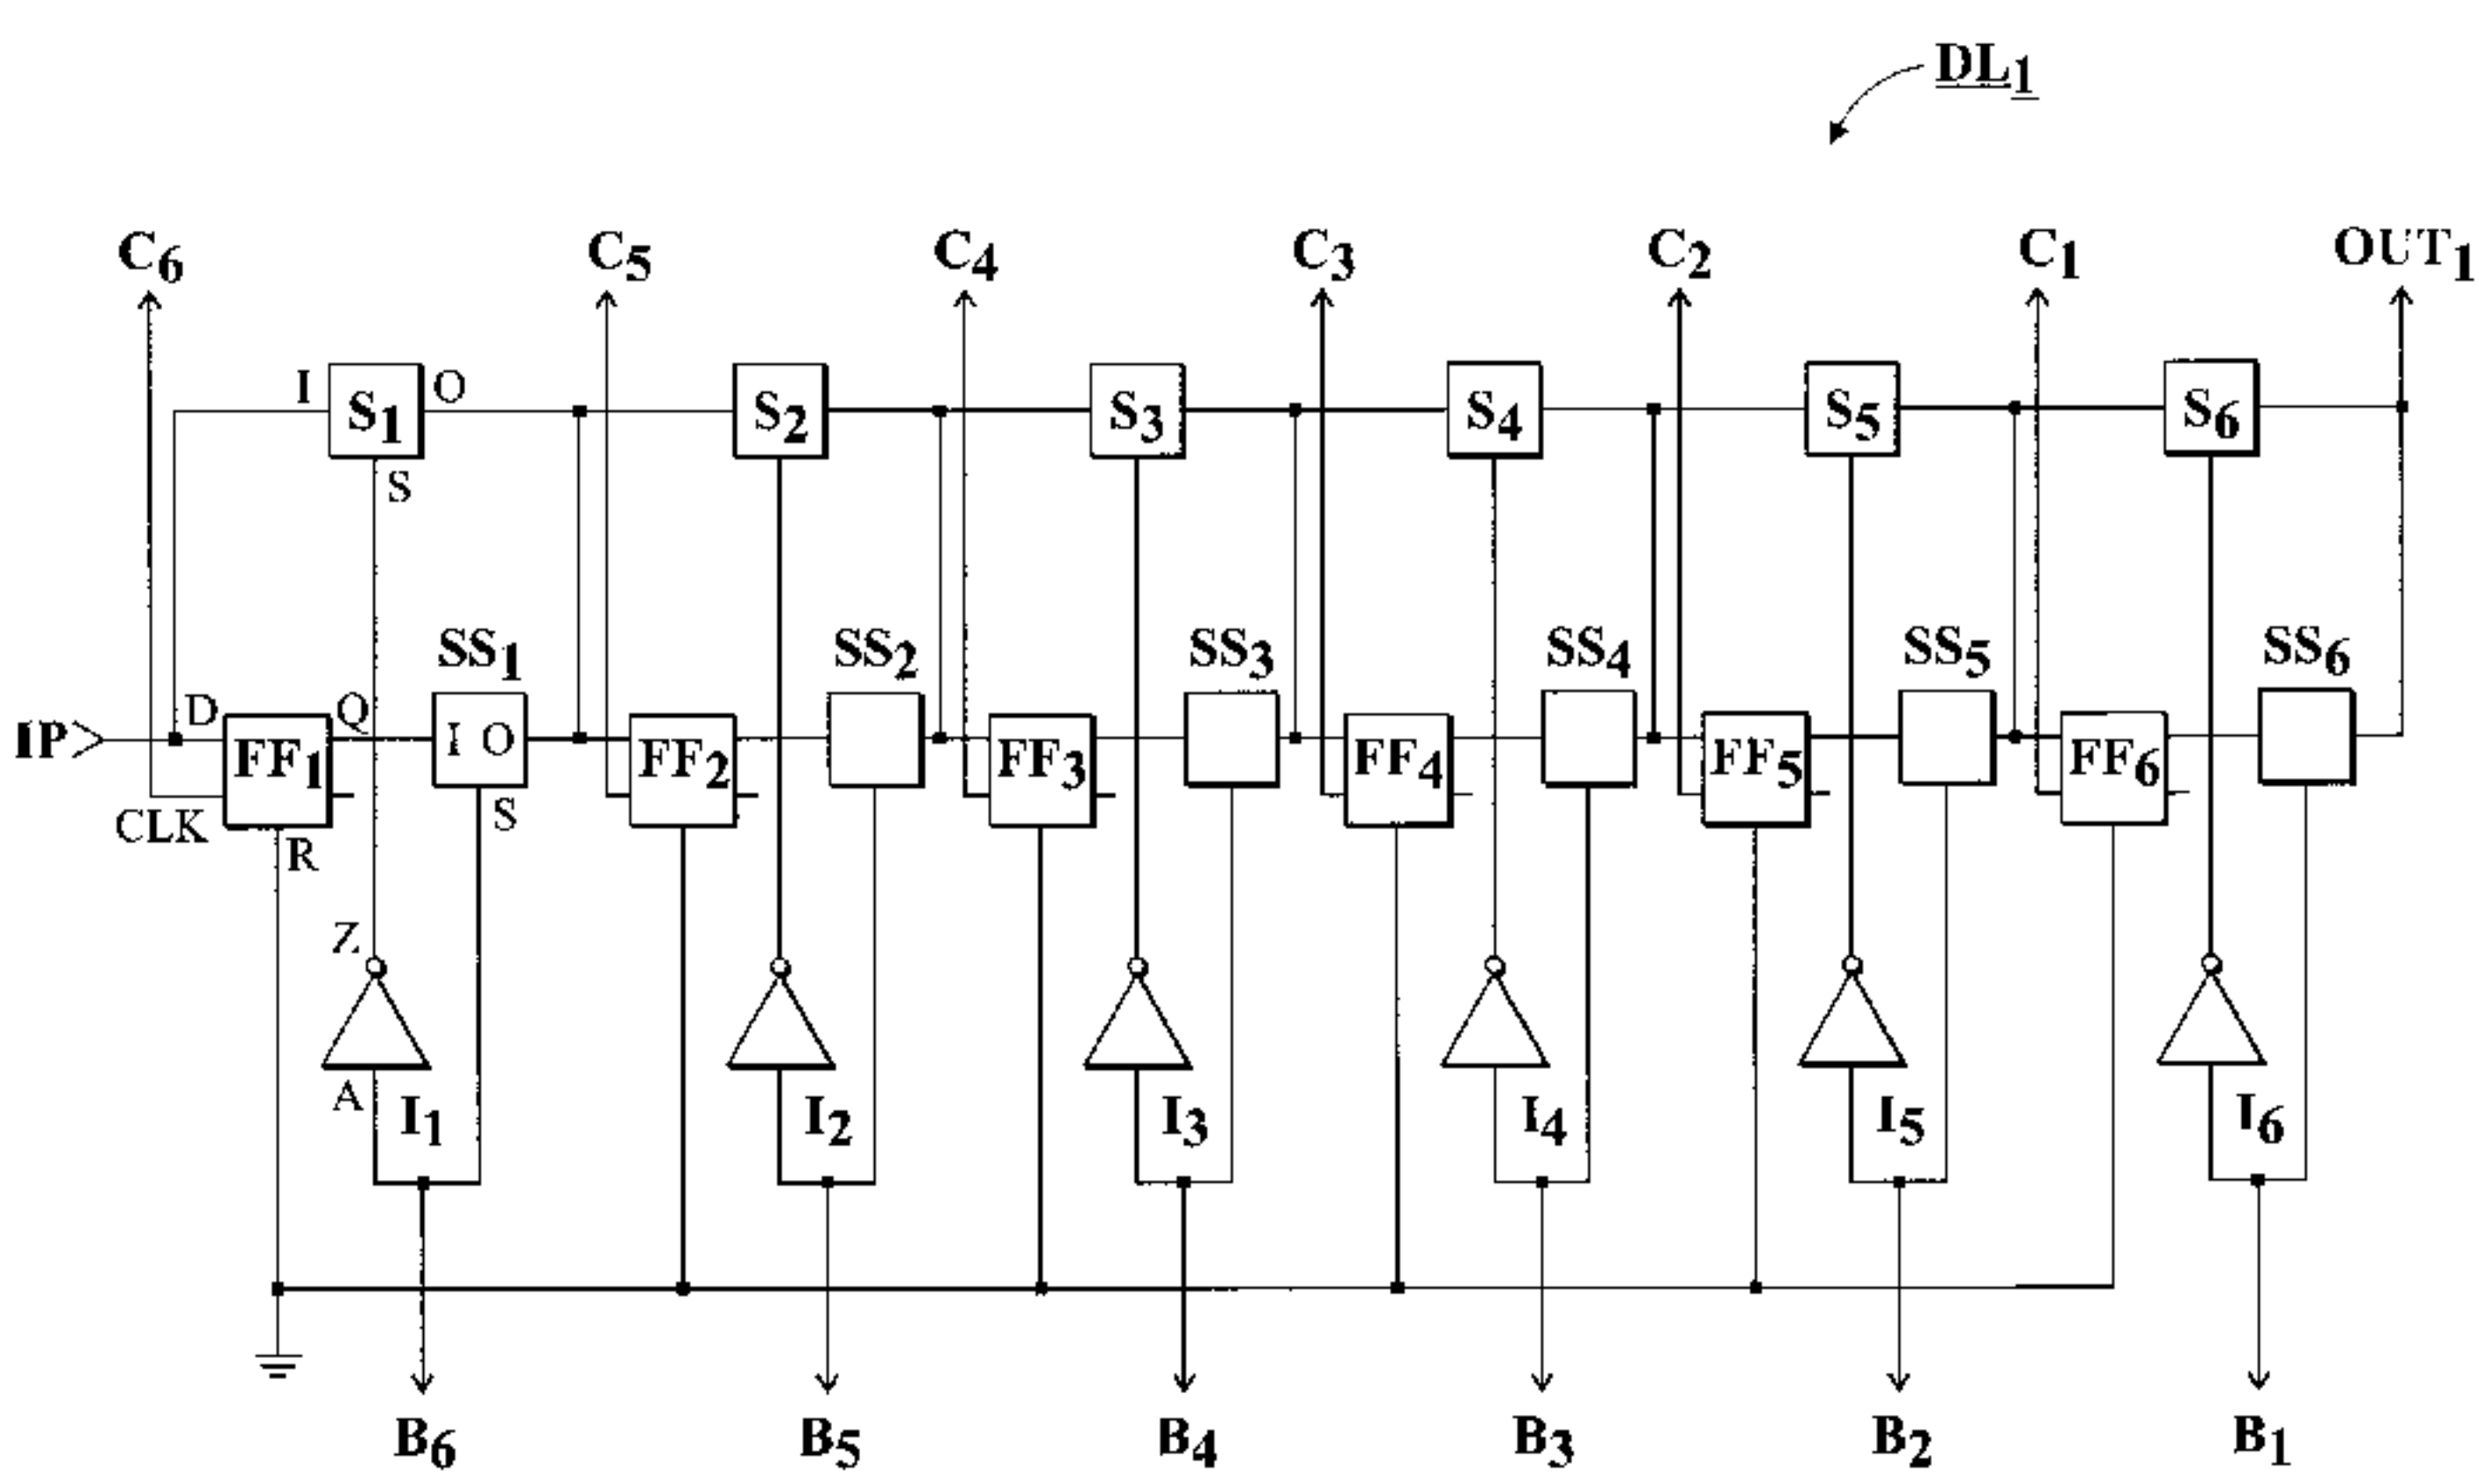 DL1
C6 C5 C4 C3 C2 C1 OUT1
I S1 O S2 S3 S4 S5 S6
S
SS1 SS2 SS3 SS4 SS5 SS6
IP D FF1 Q I O FF2 FF3 FF4 FF5 FF6
CLK R S
Z
A I1 I2 I3 I4 I5 I6
B6 B5 B4 B3 B2 B1